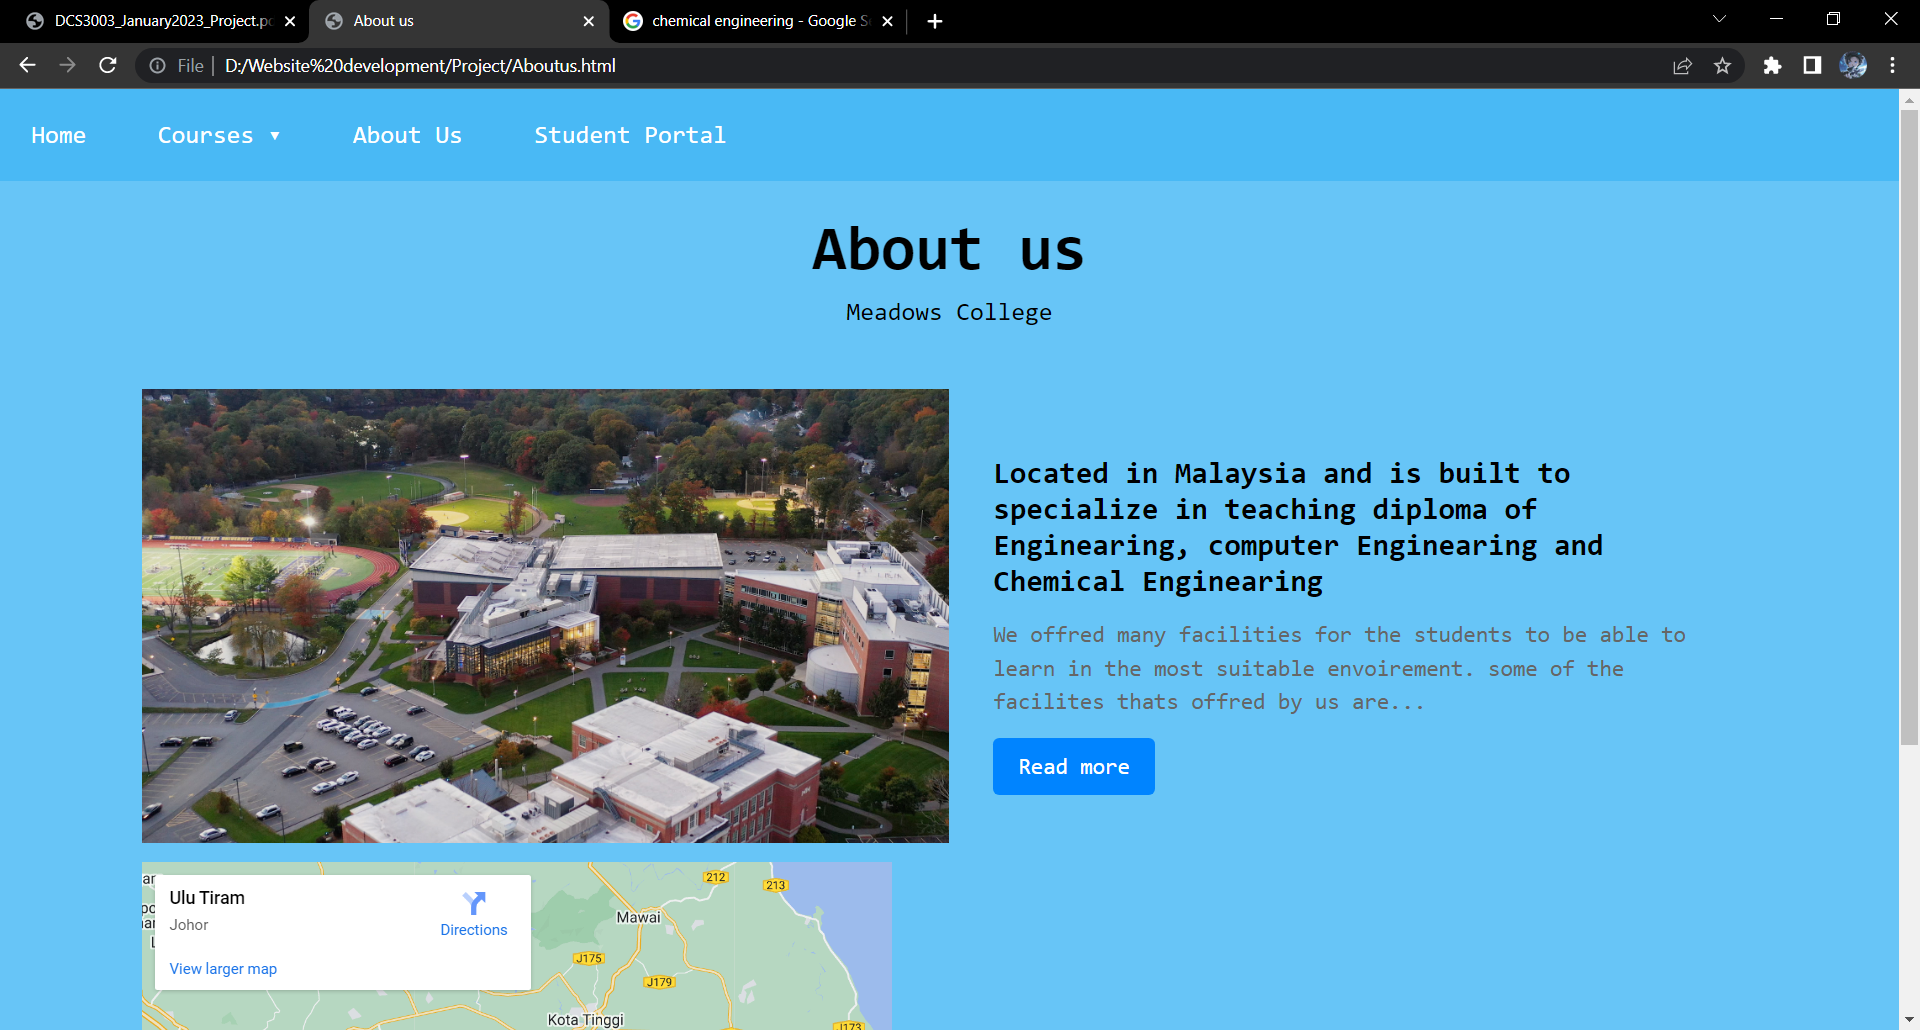 DCS3003_January2023_Project.p
About us
chemical engineering - Google S
File
D:/Website%20development/Project/Aboutus.html
Home
Courses ▾
About Us
Student Portal
About us
Meadows College
Located in Malaysia and is built to
specialize in teaching diploma of
Enginearing, computer Enginearing and
Chemical Enginearing
We offred many facilities for the students to be able to
learn in the most suitable envoirement. some of the
facilites thats offred by us are...
Read more
Ulu Tiram
Johor
Directions
View larger map
212
213
Mawai
J175
J179
Kota Tinggi
J173